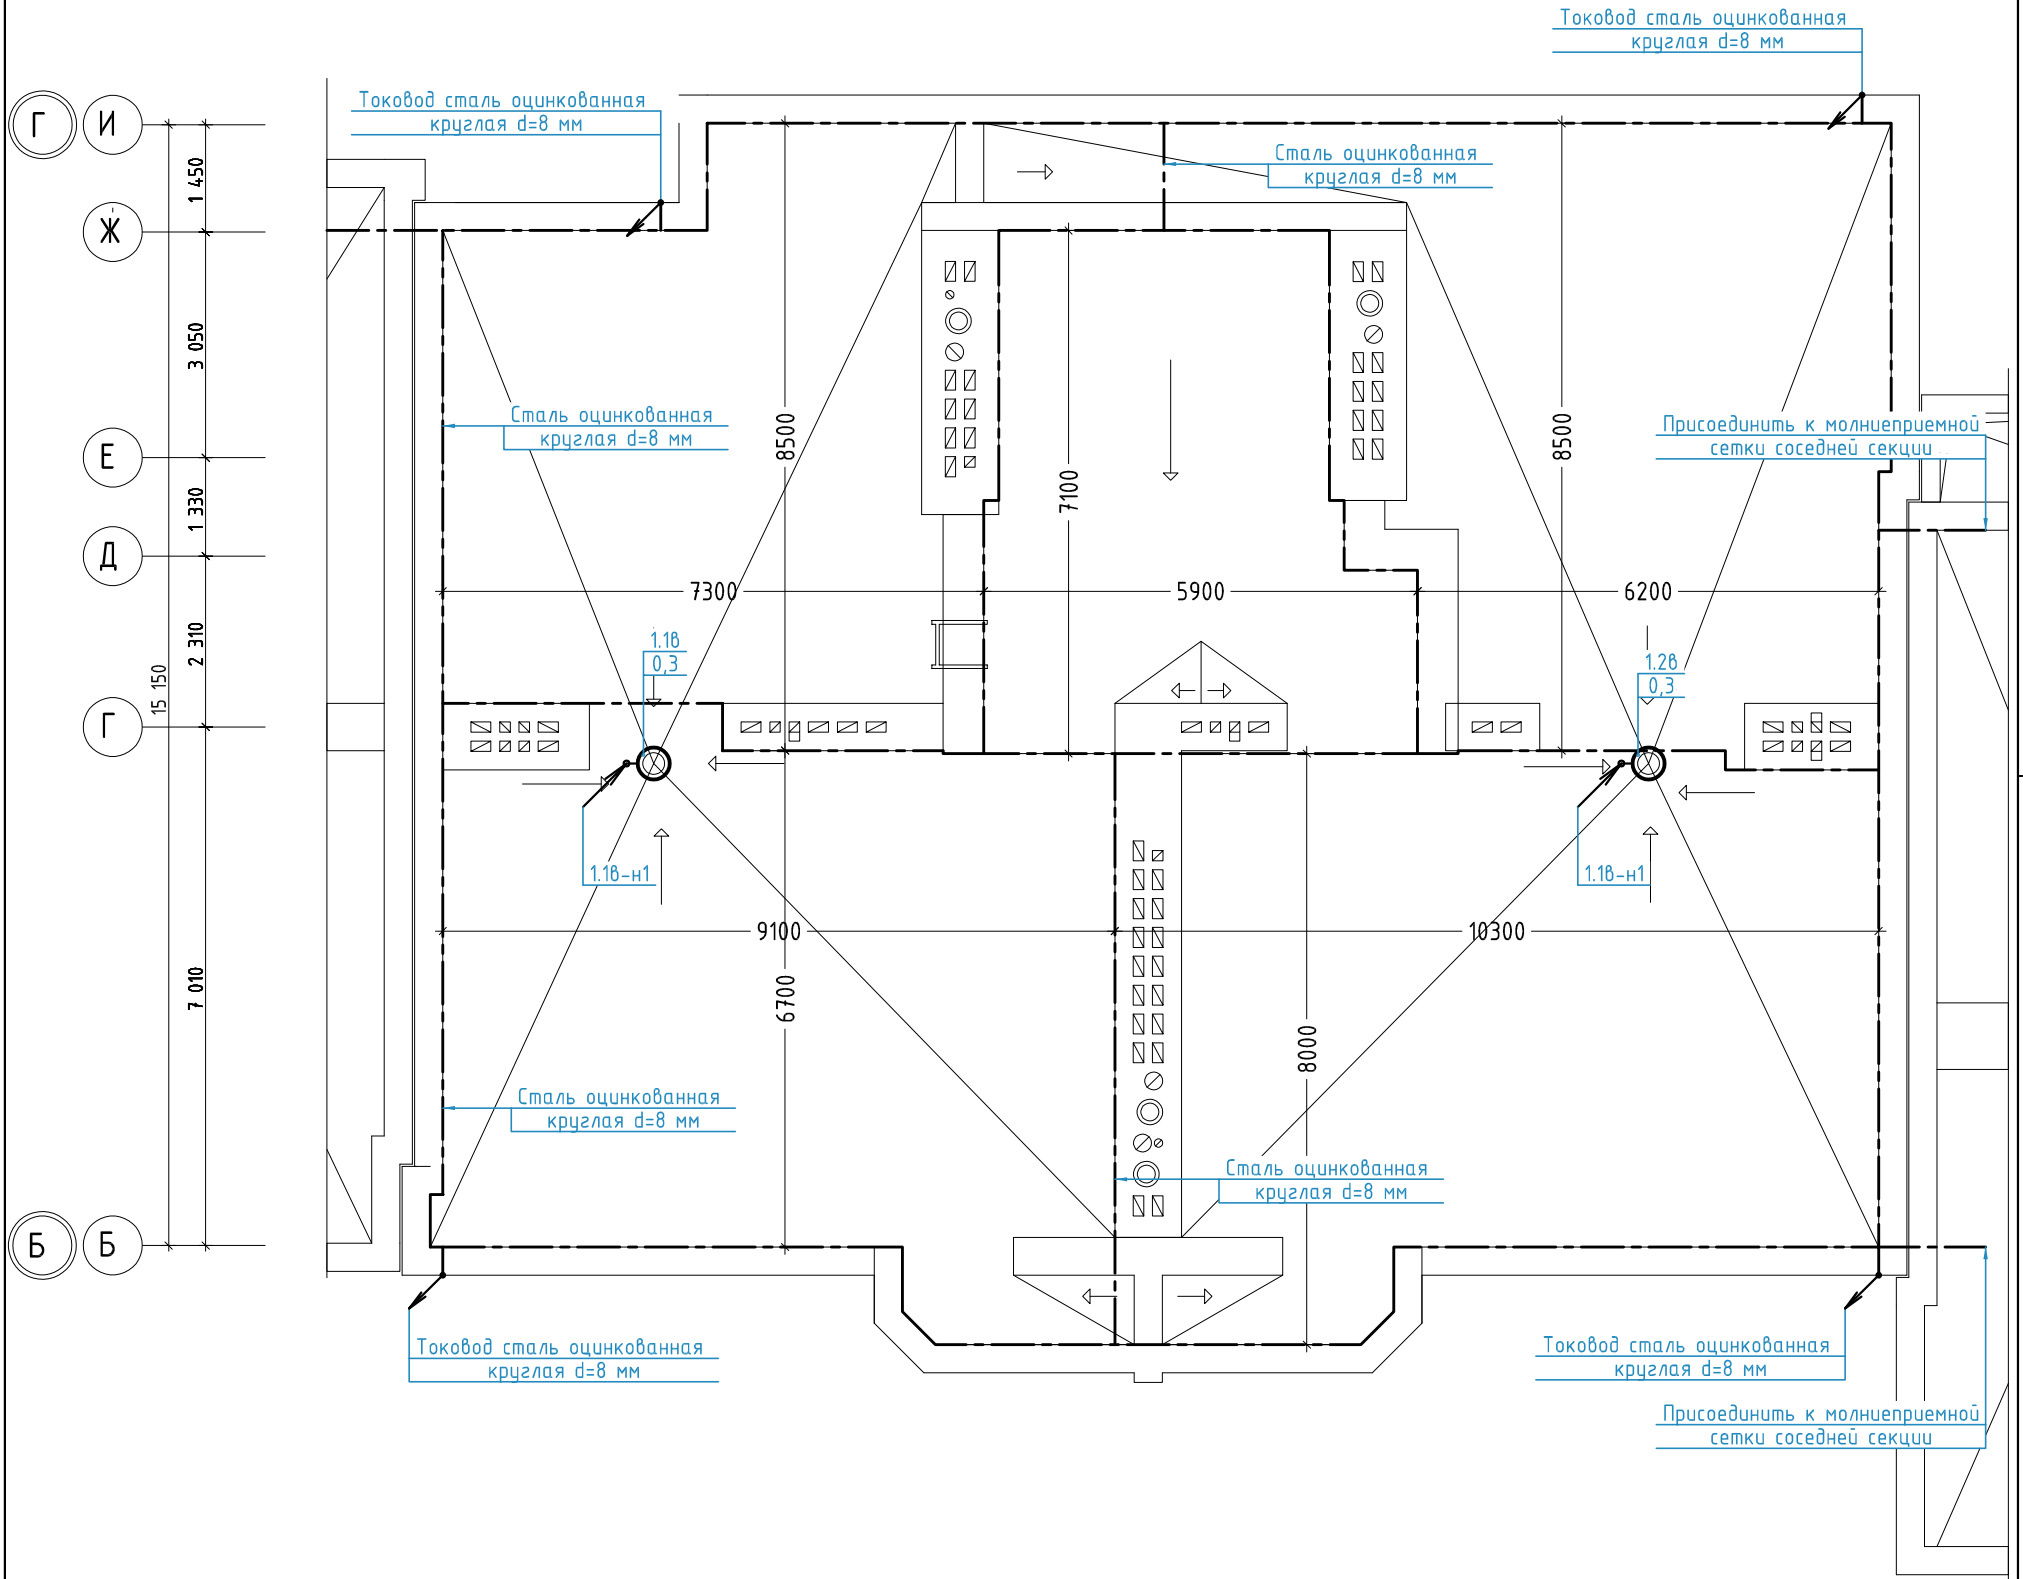 Токовод сталь оцинкованная
круглая d=8 мм
Токовод сталь оцинкованная
круглая d=8 мм
Г
И
Сталь оцинкованная
круглая d=8 мм
1 450
Ж
3 050
Сталь оцинкованная
круглая d=8 мм
8500
8500
Присоединить к молниеприемной
сетки соседней секции
Е
7100
1 330
Д
7300
5900
6200
2 310
15 150
1.1в
0,3
1.2в
0,3
Г
1.1в-н1
1.1в-н1
9100
10300
7 010
6700
8000
Сталь оцинкованная
круглая d=8 мм
Сталь оцинкованная
круглая d=8 мм
Б
Б
Токовод сталь оцинкованная
круглая d=8 мм
Токовод сталь оцинкованная
круглая d=8 мм
Присоединить к молниеприемной
сетки соседней секции